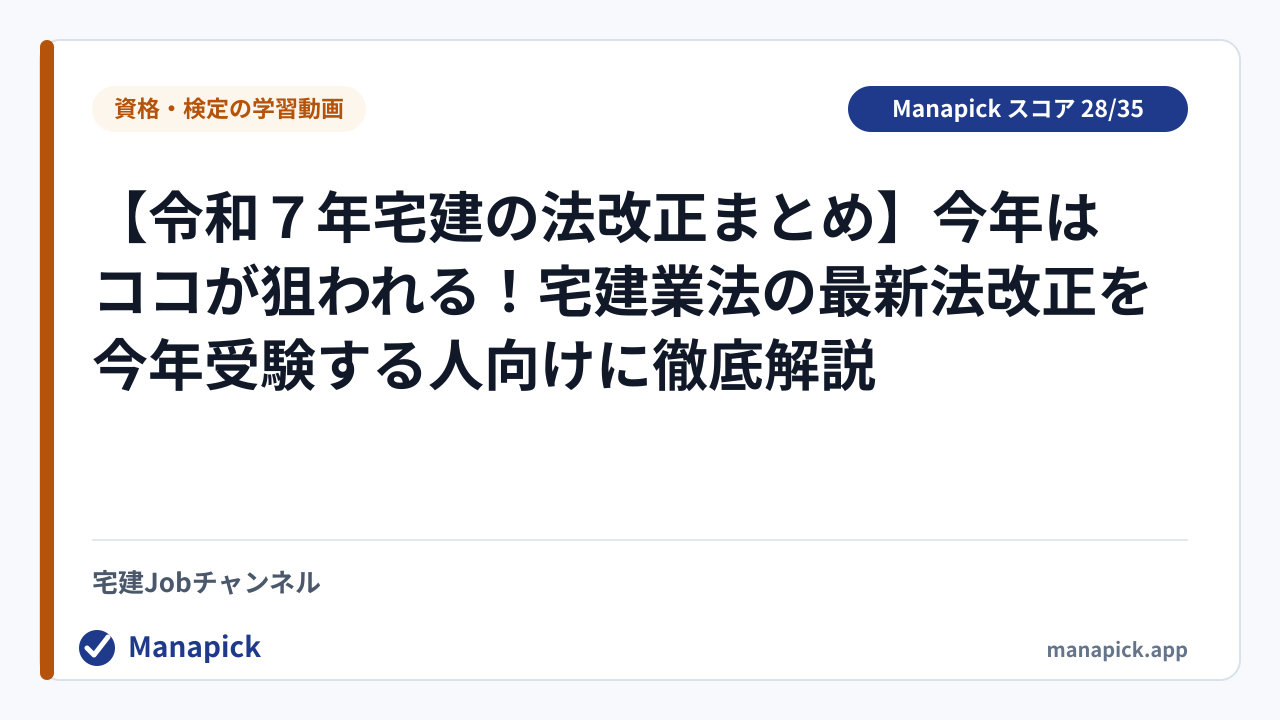 資格・検定の学習動画
Manapick スコア 28/35
【令和７年宅建の法改正まとめ】今年は
ココが狙われる！宅建業法の最新法改正を
今年受験する人向けに徹底解説
宅建Jobチャンネル
Manapick
manapick.app